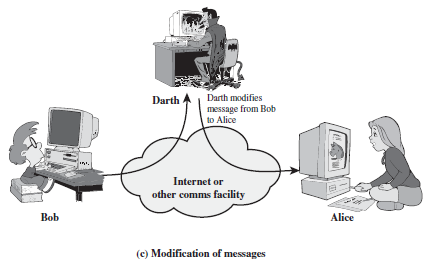 Darth
Darth modifies
message from Bob
to Alice
Internet or
other comms facility
Bob
Alice
(c) Modification of messages